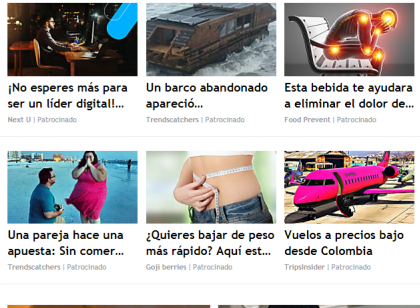 ¡No esperes más para
ser un líder digital!...
Next U | Patrocinado
Un barco abandonado
apareció...
Trendscatchers | Patrocinado
Esta bebida te ayudara
a eliminar el dolor de...
Food Prevent | Patrocinado
Una pareja hace una
apuesta: Sin comer...
Trendscatchers | Patrocinado
¿Quieres bajar de peso
más rápido? Aquí est...
Goji berries | Patrocinado
Vuelos a precios bajo
desde Colombia
TripsInsider | Patrocinado